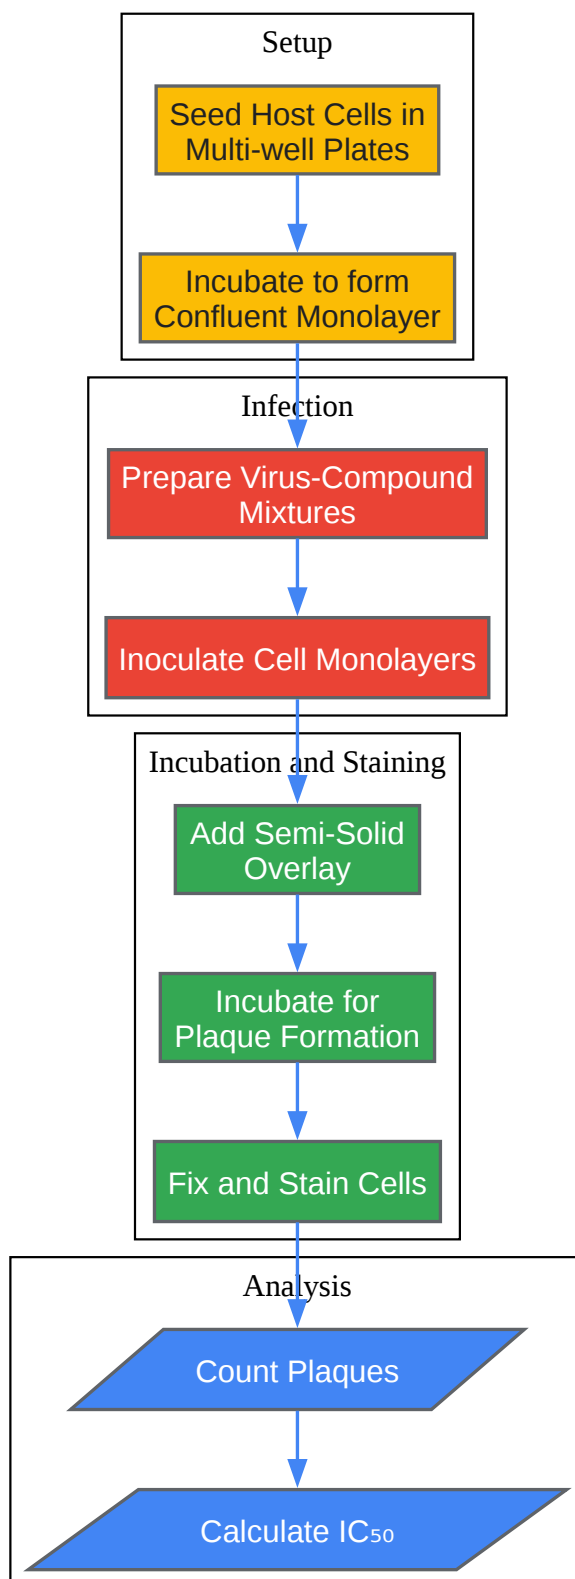 Setup
Seed Host Cells in
Multi-well Plates
Incubate to form
Confluent Monolayer
Infection
Prepare Virus-Compound
Mixtures
Inoculate Cell Monolayers
Incubation and Staining
Add Semi-Solid
Overlay
Incubate for
Plaque Formation
Fix and Stain Cells
Analysis
Count Plaques
Calculate IC₅₀